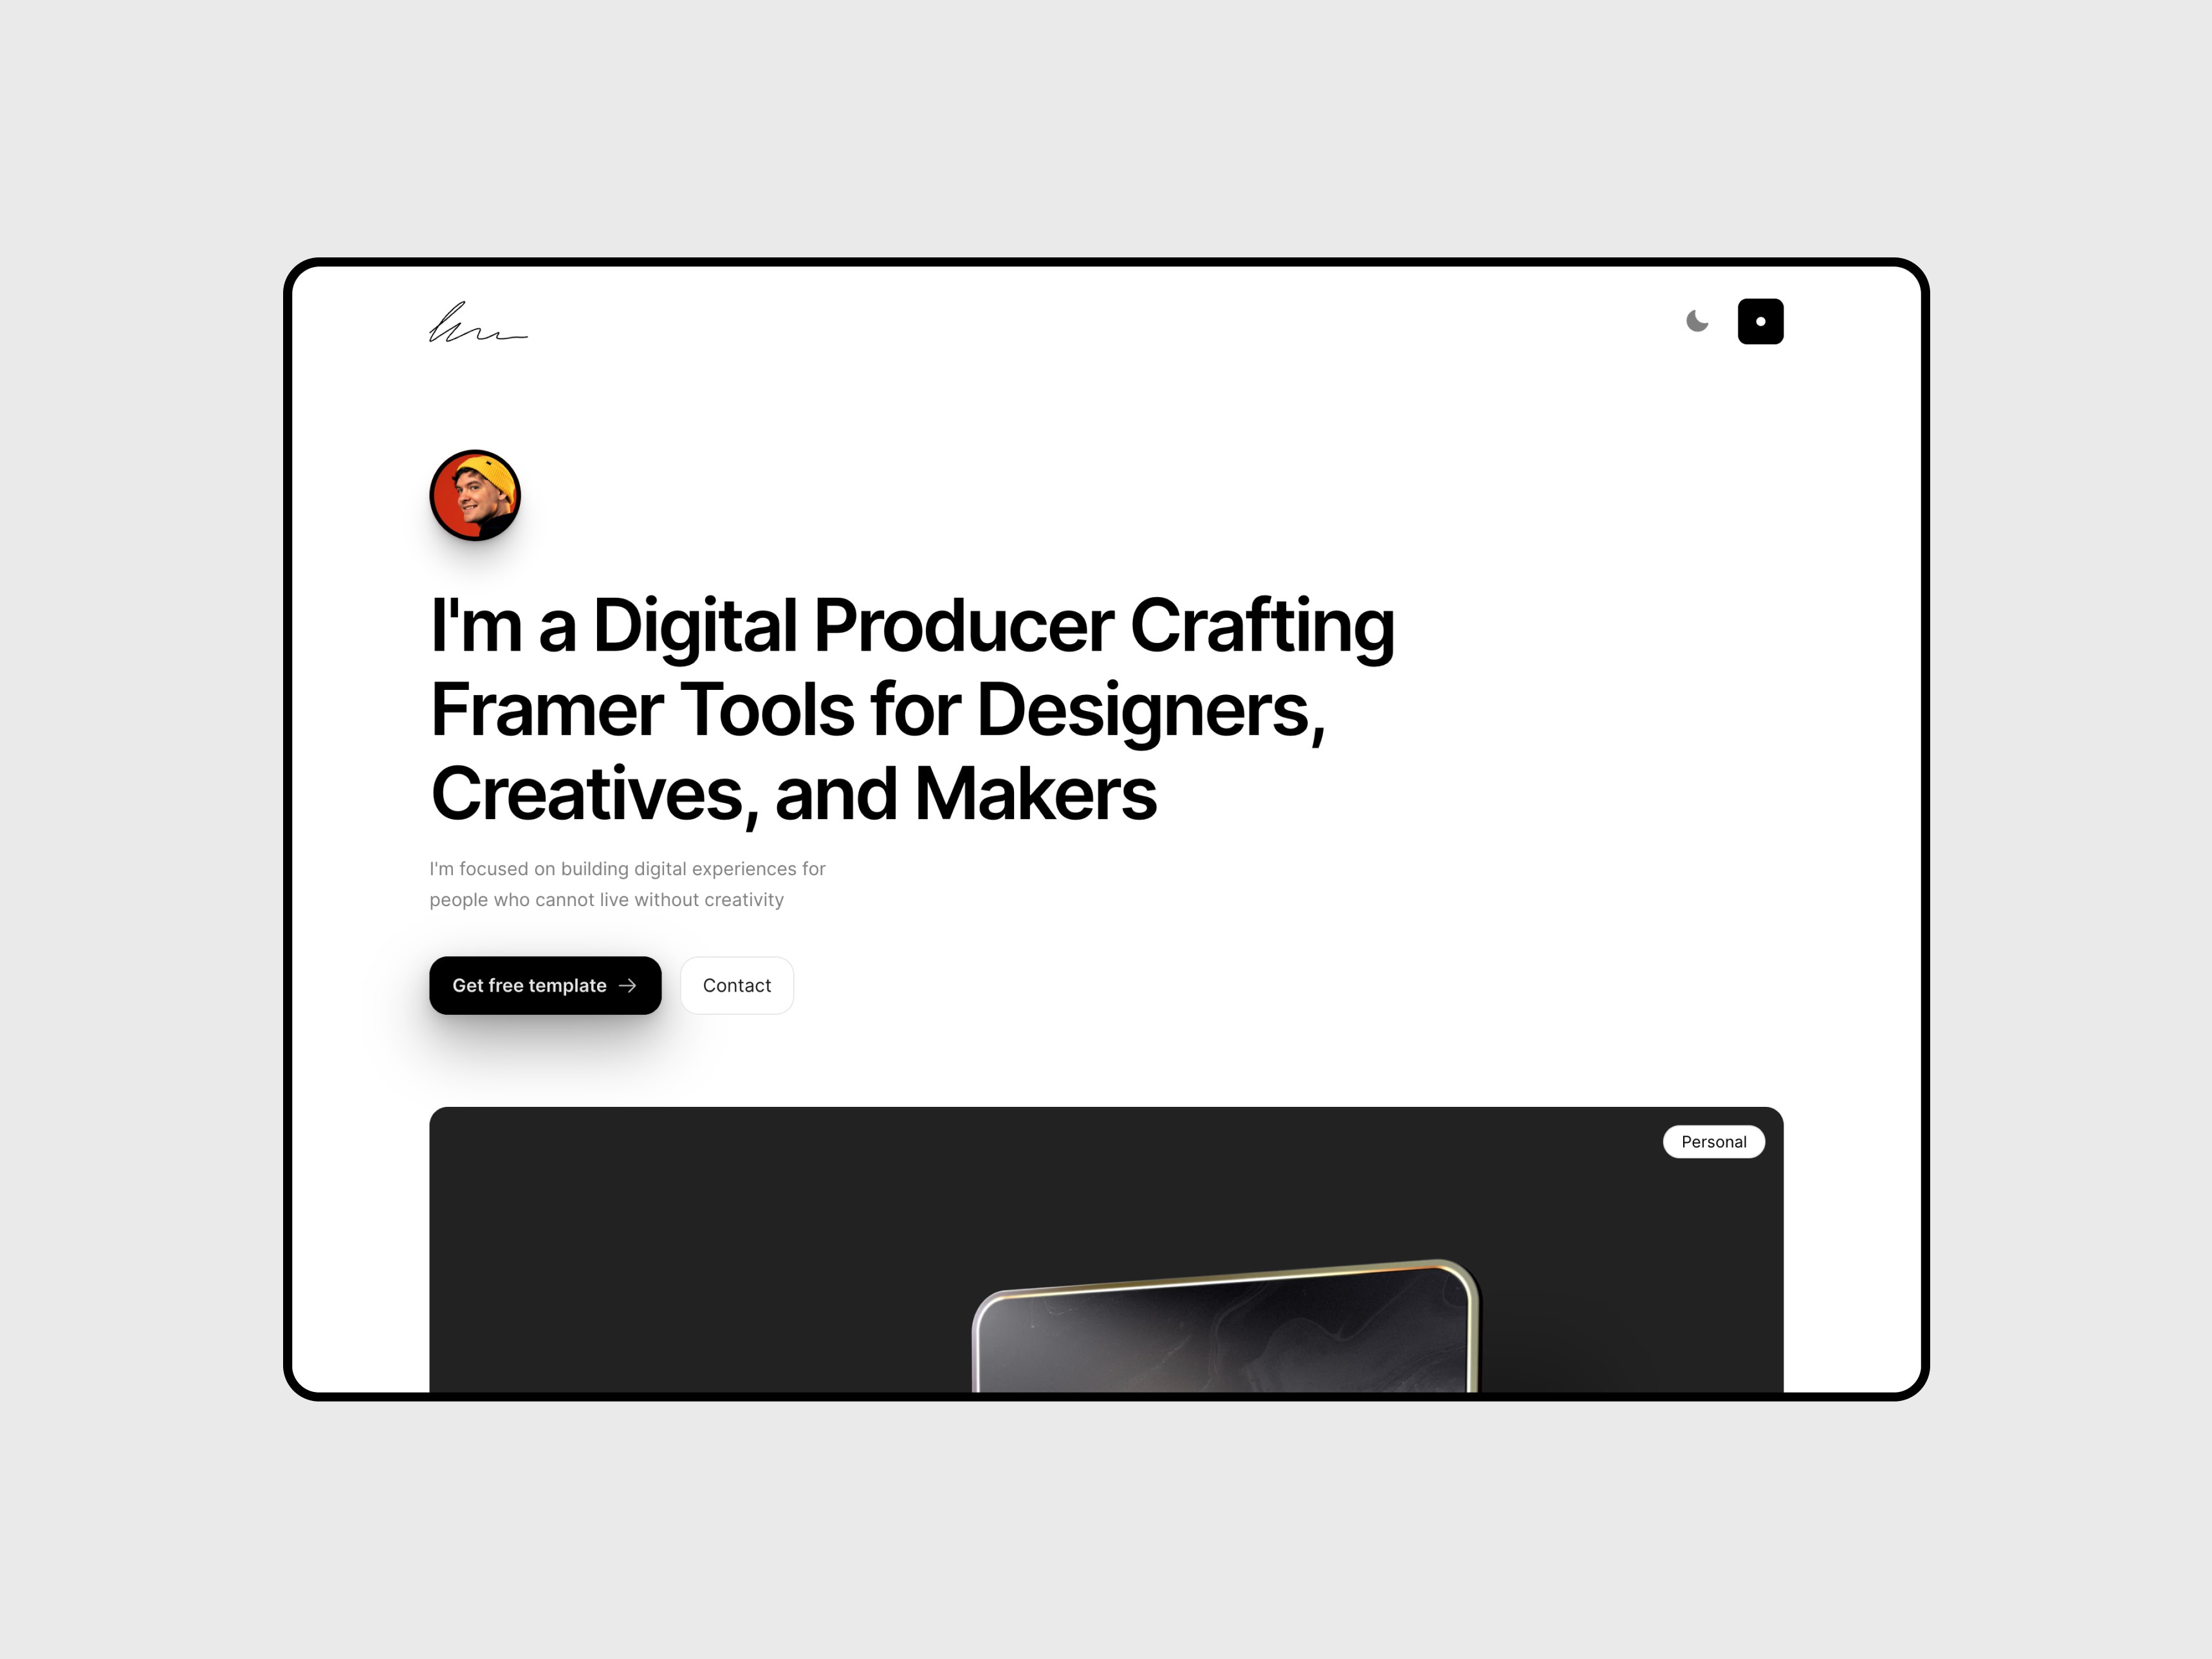 I'm a Digital Producer Crafting
Framer Tools for Designers,
Creatives, and Makers
I'm focused on building digital experiences for
people who cannot live without creativity
Get free template
Contact
Personal